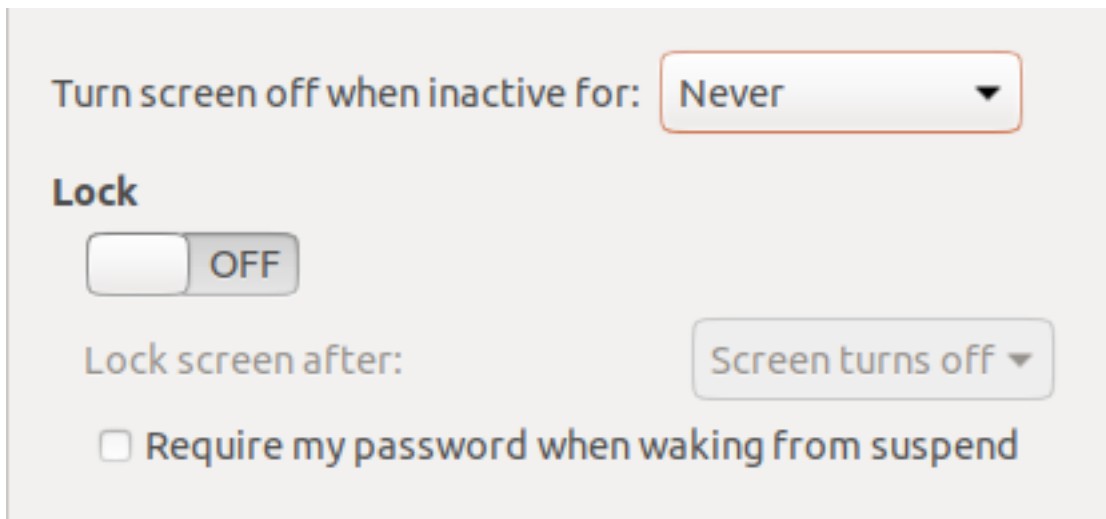 Turn screen off when inactive for: Never
Lock
OFF
Lock screen after: Screen turns off
Require my password when waking from suspend